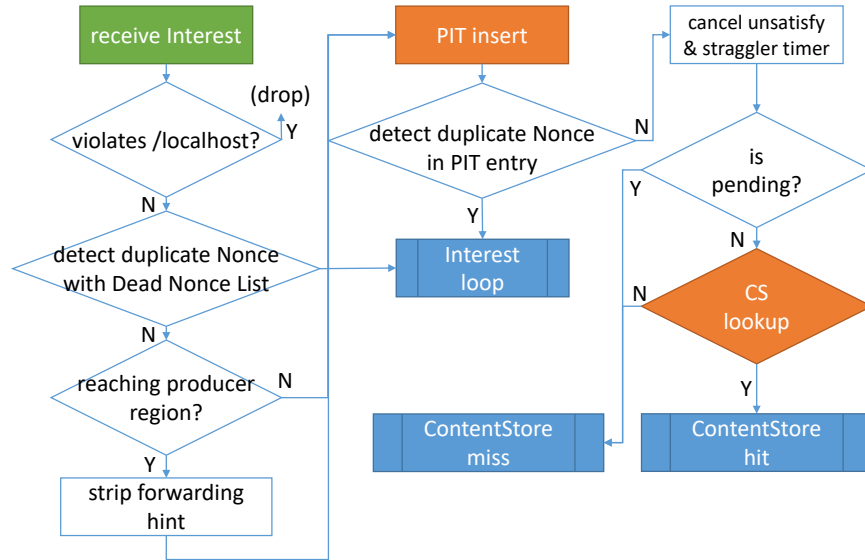 receive Interest
(drop)
violates /localhost?
Y
N
detect duplicate Nonce
with Dead Nonce List
N
reaching producer
region?
N
Y
strip forwarding
hint
PIT insert
detect duplicate Nonce
in PIT entry
N
Y
Interest
loop
cancel unsatisfy
& straggler timer
is
pending?
Y
N
CS
lookup
N
Y
ContentStore
miss
ContentStore
hit